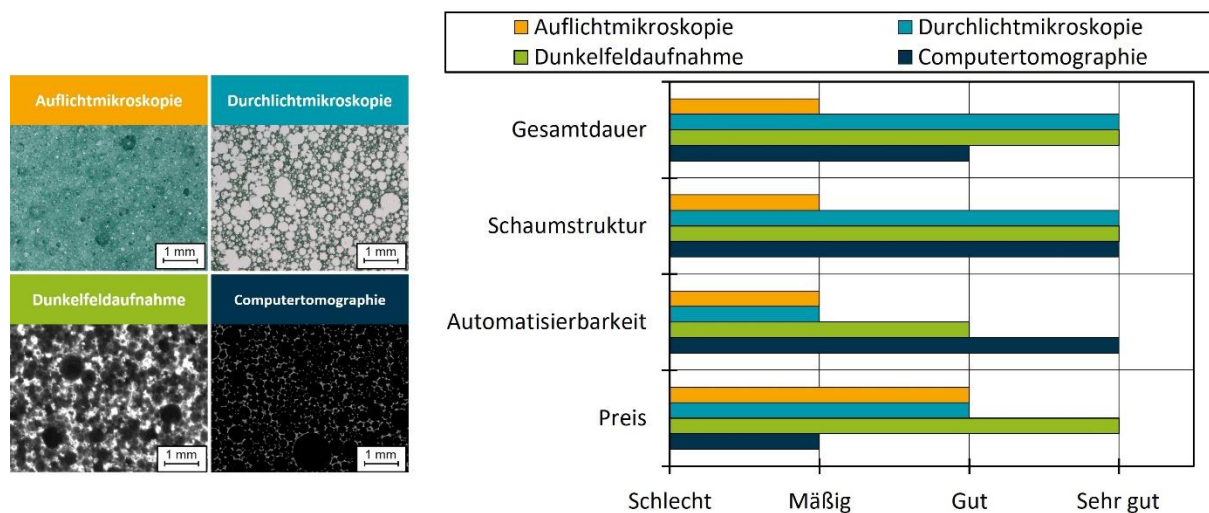 Auflichtmikroskopie
Durchlichtmikroskopie
Dunkelfeldaufnahme
Computertomographie
Auflichtmikroskopie
Durchlichtmikroskopie
1 mm
1 mm
Dunkelfeldaufnahme
Computertomographie
1 mm
1 mm
Gesamtdauer
Schaumstruktur
Automatisierbarkeit
Preis
Schlecht
Mäßig
Gut
Sehr gut